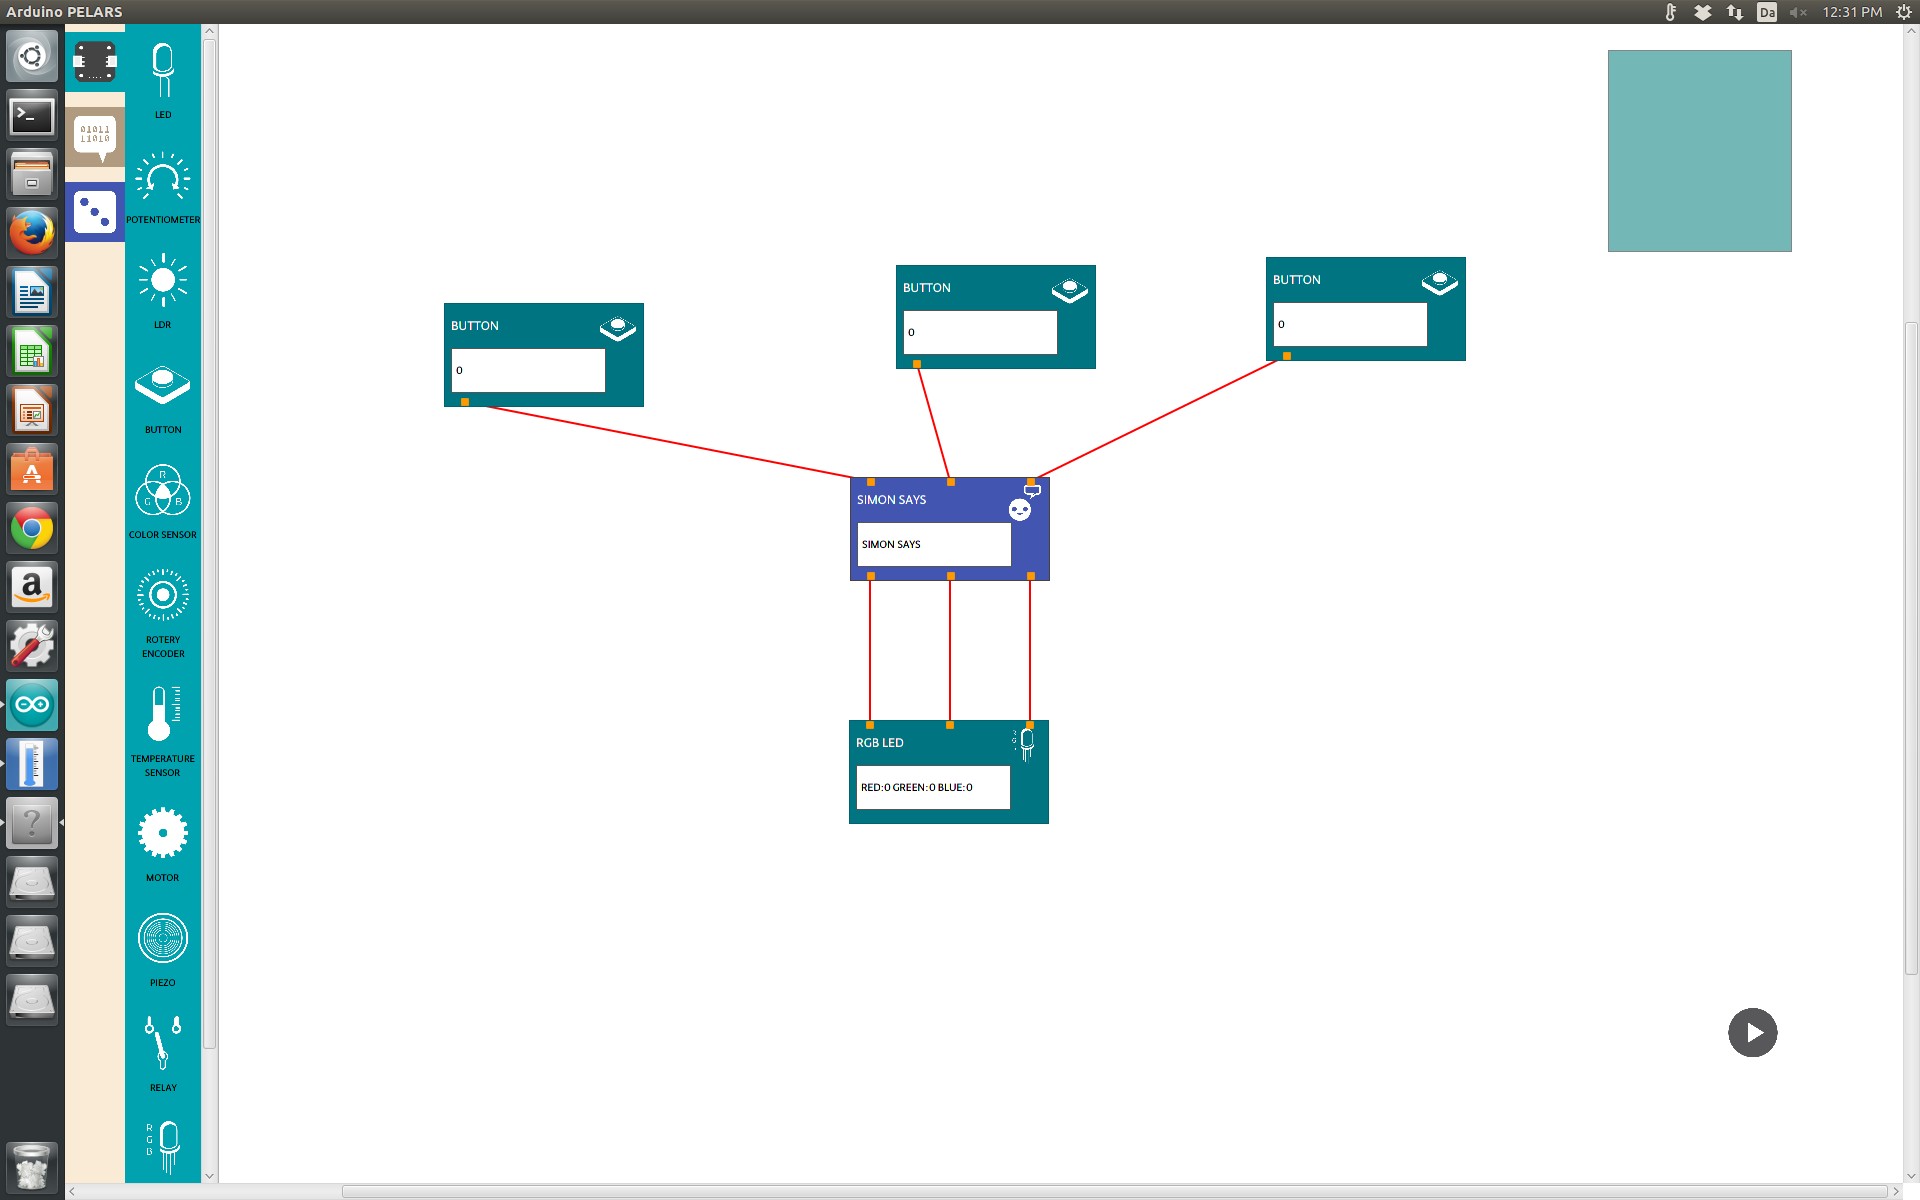 Arduino PELARS
Da
12:31 PM
>_
01011
11010
LED
POTENTIOMETER
LDR
BUTTON
R
G B
COLOR SENSOR
ROTERY
ENCODER
TEMPERATURE
SENSOR
MOTOR
PIEZO
RELAY
R
G
B
BUTTON
0
BUTTON
0
BUTTON
0
SIMON SAYS
SIMON SAYS
RGB LED
RED:0 GREEN:0 BLUE:0
A
a
?